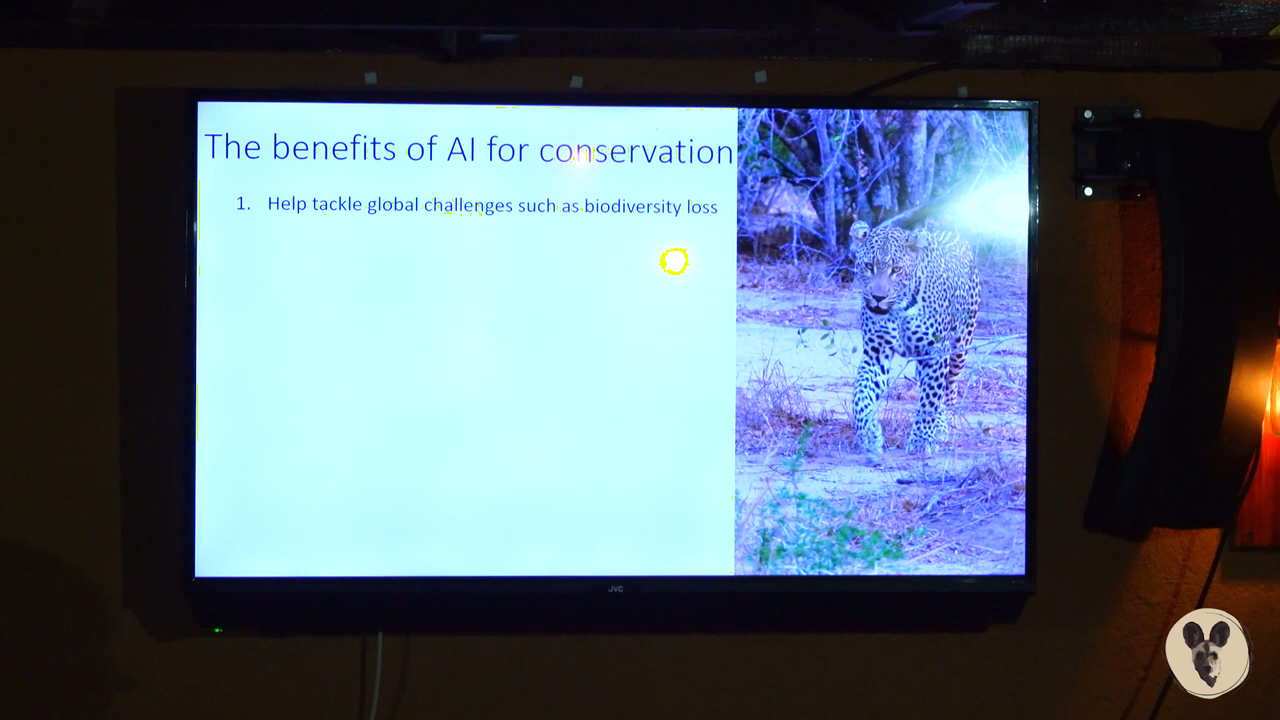 The benefits of AI for conservation
1. Help tackle global challenges such as biodiversity loss
JVC